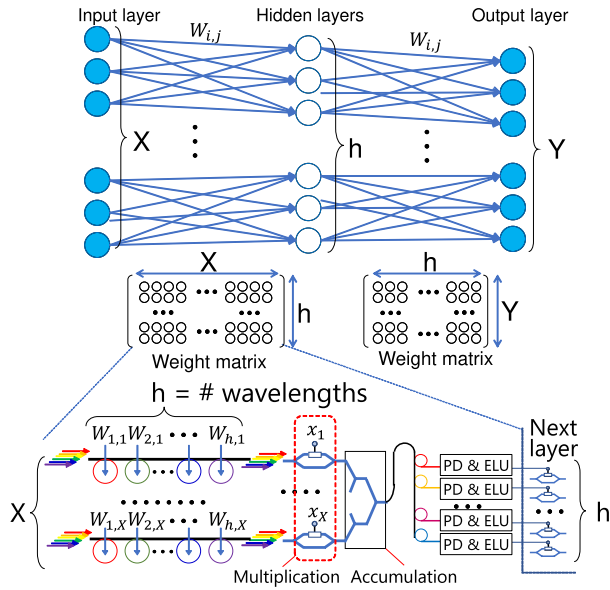 Input layer
Hidden layers
Output layer
W_{i,j}
W_{i,j}
X
h
Y
X
h
h
Y
Weight matrix
Weight matrix
h = # wavelengths
W_{1,1} W_{2,1} ••• W_{h,1}
x_1
Next
layer
PD & ELU
PD & ELU
X
W_{1,X} W_{2,X} ••• W_{h,X}
x_X
PD & ELU
PD & ELU
h
Multiplication
Accumulation